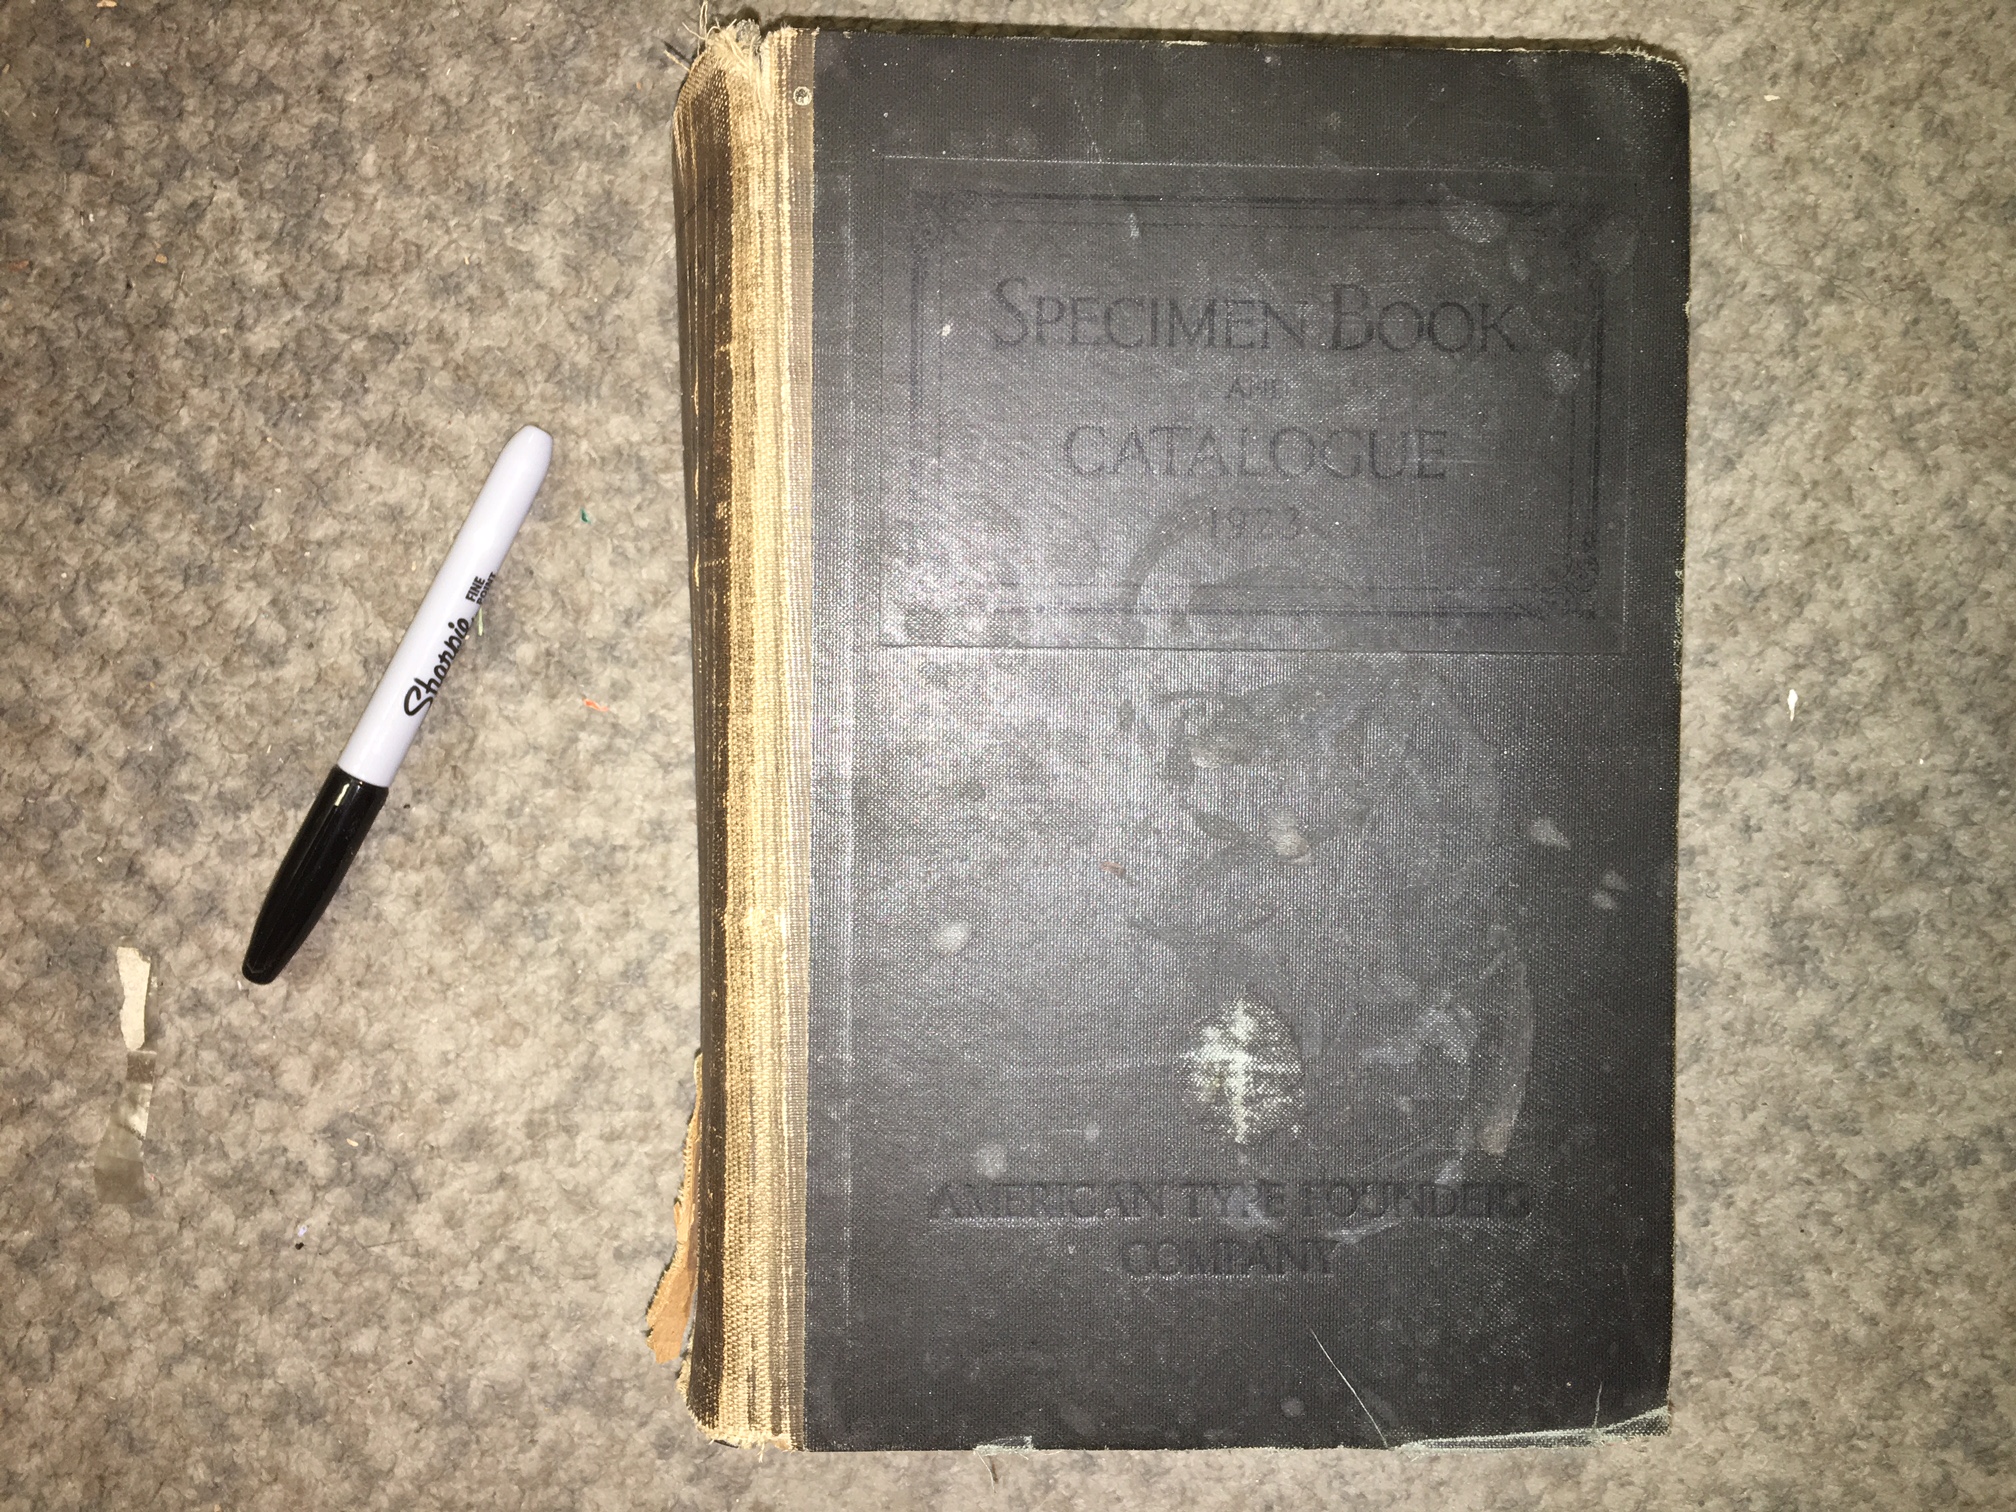 SPECIMEN BOOK
AND
CATALOGUE
1923
AMERICAN TYPE FOUNDERS
COMPANY
Sharpie
FINE
POINT